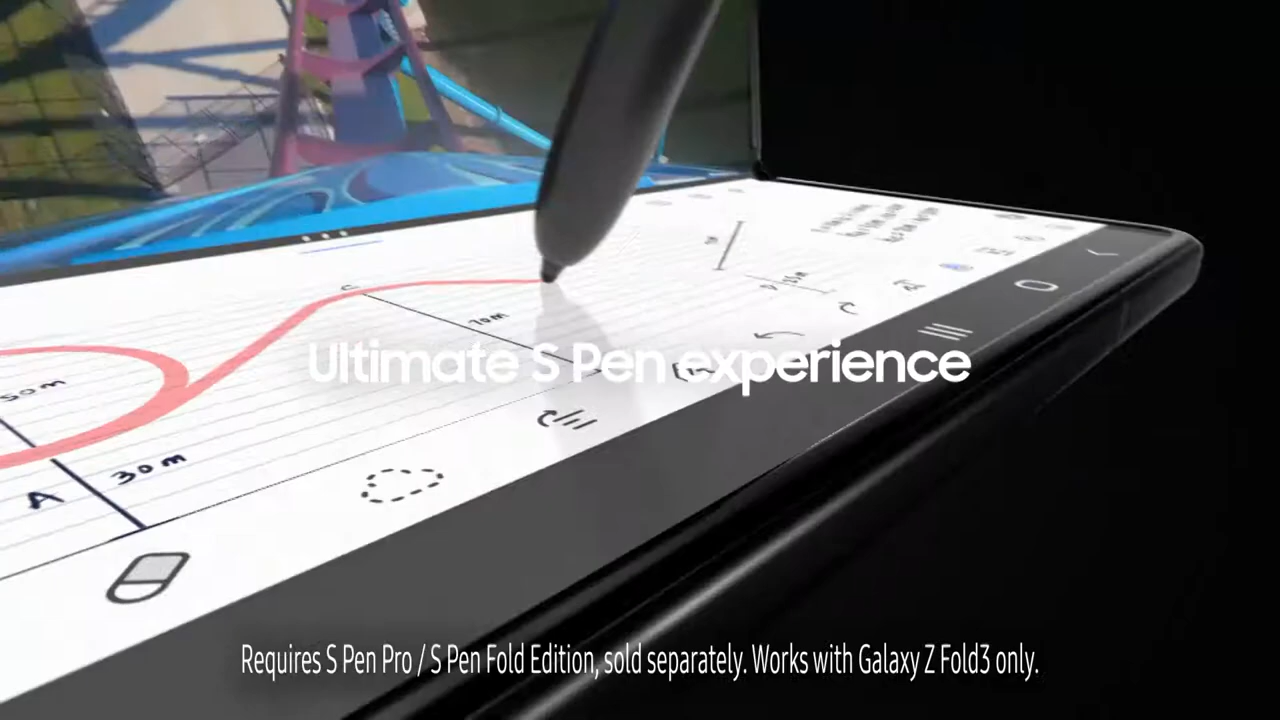 C
70m
50m
A
30m
Ultimate S Pen experience
Requires S Pen Pro / S Pen Fold Edition, sold separately. Works with Galaxy Z Fold3 only.